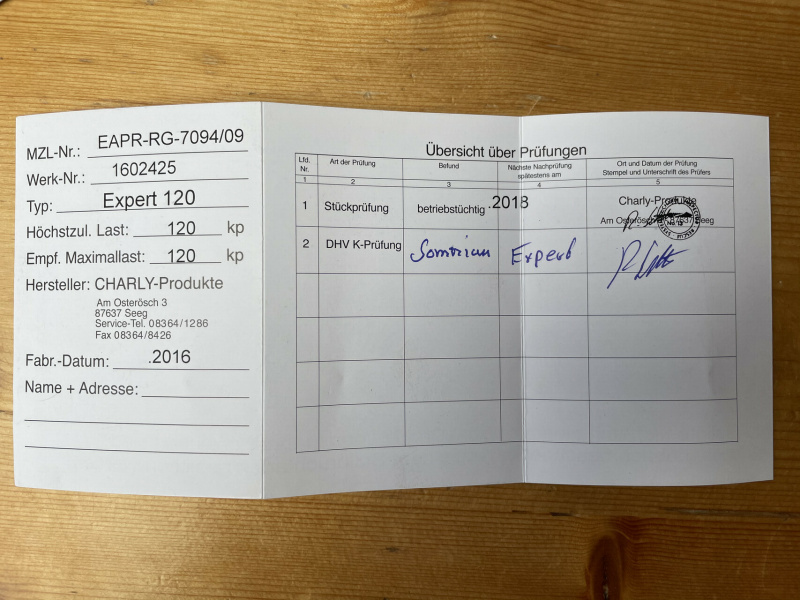 MZL-Nr.: EAPR-RG-7094/09
Werk-Nr.: 1602425
Typ: Expert 120
Höchstzul. Last: 120 kp
Empf. Maximallast: 120 kp
Hersteller: CHARLY-Produkte
Am Osterösch 3
87637 Seeg
Service-Tel. 08364/1286
Fax 08364/8426
Fabr.-Datum: .2016
Name + Adresse:
Übersicht über Prüfungen
Lfd. Nr. Art der Prüfung Befund Nächste Nachprüfung spätestens am Ort und Datum der Prüfung Stempel und Unterschrift des Prüfers
1 2 3 4 5
1 Stückprüfung betriebstüchtig .2018 Charly-Produkte
Am Osterösch 87637 Seeg
2 DHV K-Prüfung Expert